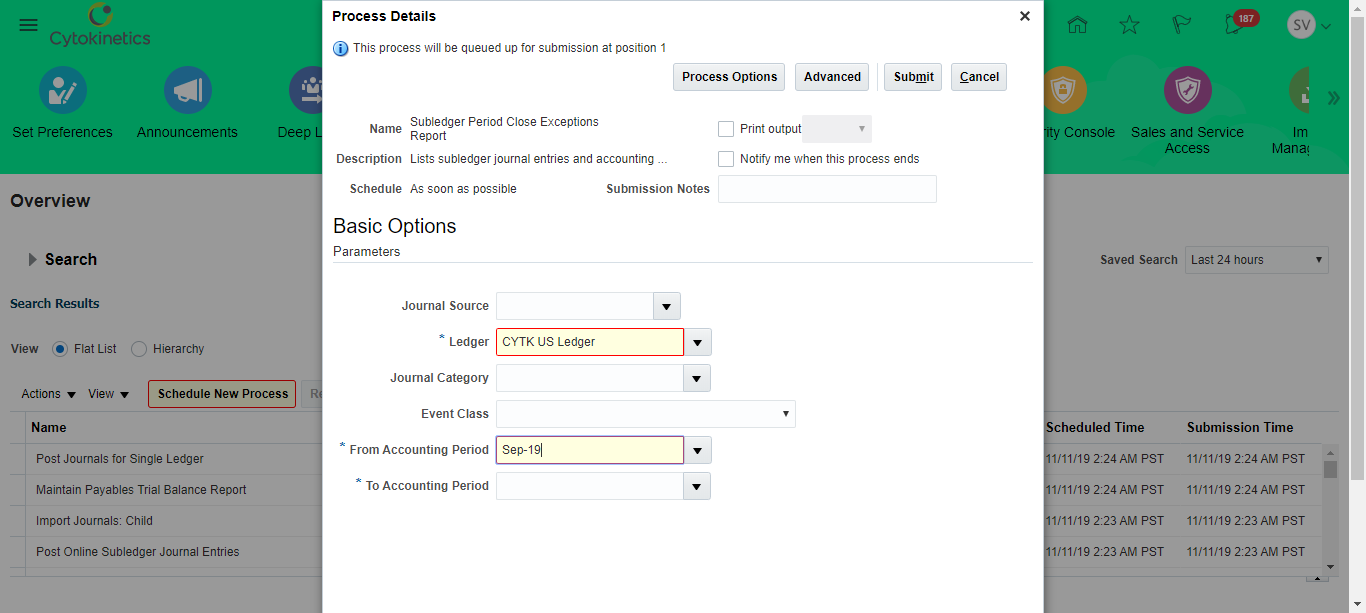 Cytokinetics
187
SV
Set Preferences
Announcements
Deep L
rity Console
Sales and Service
Access
Im
Manag
Overview
Search
Saved Search
Last 24 hours
Search Results
View
Flat List
Hierarchy
Actions
View
Schedule New Process
Re
Name
Scheduled Time
Submission Time
Post Journals for Single Ledger
11/11/19 2:24 AM PST
11/11/19 2:24 AM PST
Maintain Payables Trial Balance Report
11/11/19 2:24 AM PST
11/11/19 2:24 AM PST
Import Journals: Child
11/11/19 2:23 AM PST
11/11/19 2:23 AM PST
Post Online Subledger Journal Entries
11/11/19 2:23 AM PST
11/11/19 2:23 AM PST
Process Details
This process will be queued up for submission at position 1
Process Options
Advanced
Submit
Cancel
Name
Subledger Period Close Exceptions
Report
Print output
Description
Lists subledger journal entries and accounting ...
Notify me when this process ends
Schedule
As soon as possible
Submission Notes
Basic Options
Parameters
Journal Source
* Ledger
CYTK US Ledger
Journal Category
Event Class
* From Accounting Period
Sep-19
* To Accounting Period